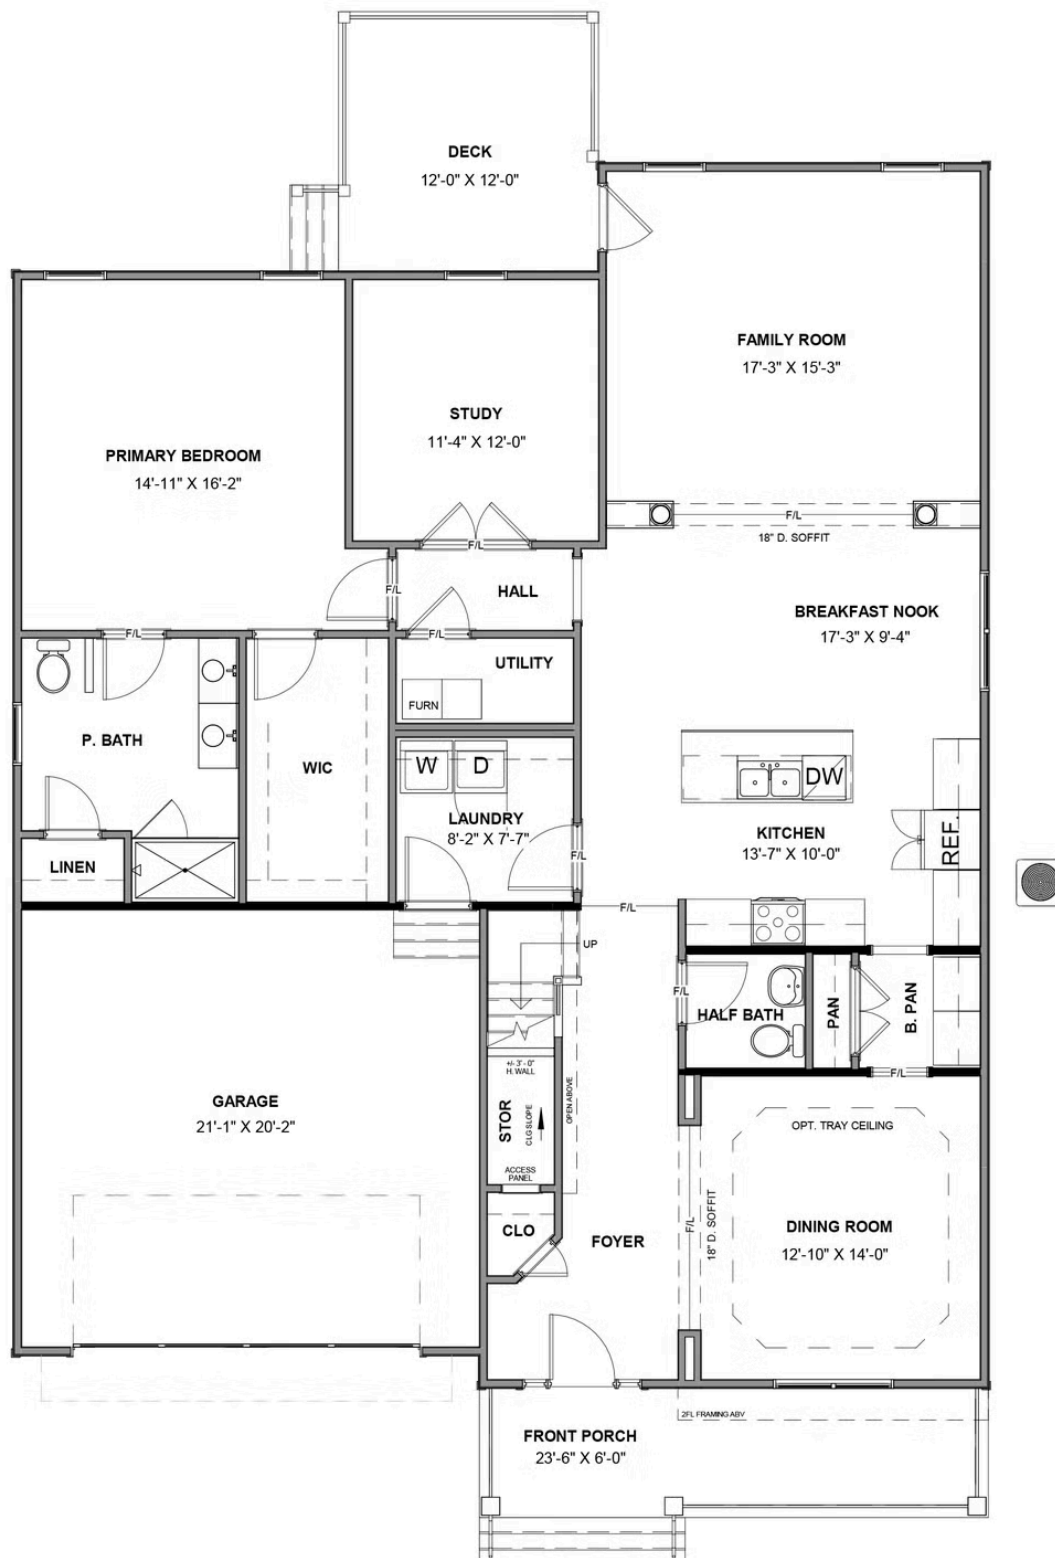 DECK
12'-0" X 12'-0"
FAMILY ROOM
17'-3" X 15'-3"
STUDY
11'-4" X 12'-0"
PRIMARY BEDROOM
14'-11" X 16'-2"
F/L
18" D. SOFFIT
F/L
F/L
HALL
BREAKFAST NOOK
17'-3" X 9'-4"
F/L
F/L
UTILITY
FURN
P. BATH
WIC
W
D
DW
LAUNDRY
8'-2" X 7'-7"
KITCHEN
13'-7" X 10'-0"
REF.
F/L
LINEN
F/L
UP
F/L
HALF BATH
PAN
B. PAN
+/- 3'- 0"
H. WALL
F/L
STOR
CLG SLOPE
OPEN ABOVE
GARAGE
21'-1" X 20'-2"
OPT. TRAY CEILING
ACCESS
PANEL
CLO
FOYER
F/L
18" D. SOFFIT
DINING ROOM
12'-10" X 14'-0"
2FL FRAMING ABV
FRONT PORCH
23'-6" X 6'-0"